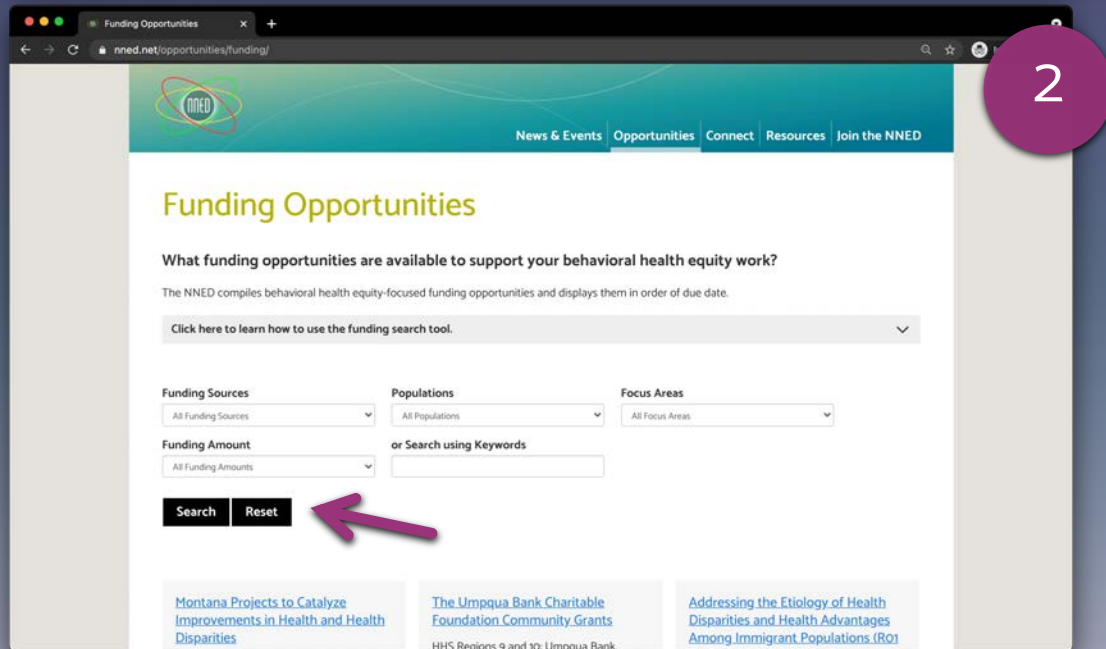 Funding Opportunities
nned.net/opportunities/funding/
2
NNED
News & Events Opportunities Connect Resources Join the NNED
Funding Opportunities
What funding opportunities are available to support your behavioral health equity work?
The NNED compiles behavioral health equity-focused funding opportunities and displays them in order of due date.
Click here to learn how to use the funding search tool.
Funding Sources Populations Focus Areas
All Funding Sources All Populations All Focus Areas
Funding Amount or Search using Keywords
All Funding Amounts
Search Reset
Montana Projects to Catalyze
Improvements in Health and Health
Disparities
The Umpqua Bank Charitable
Foundation Community Grants
HHS Regions 9 and 10: Umpqua Bank
Addressing the Etiology of Health
Disparities and Health Advantages
Among Immigrant Populations (R01